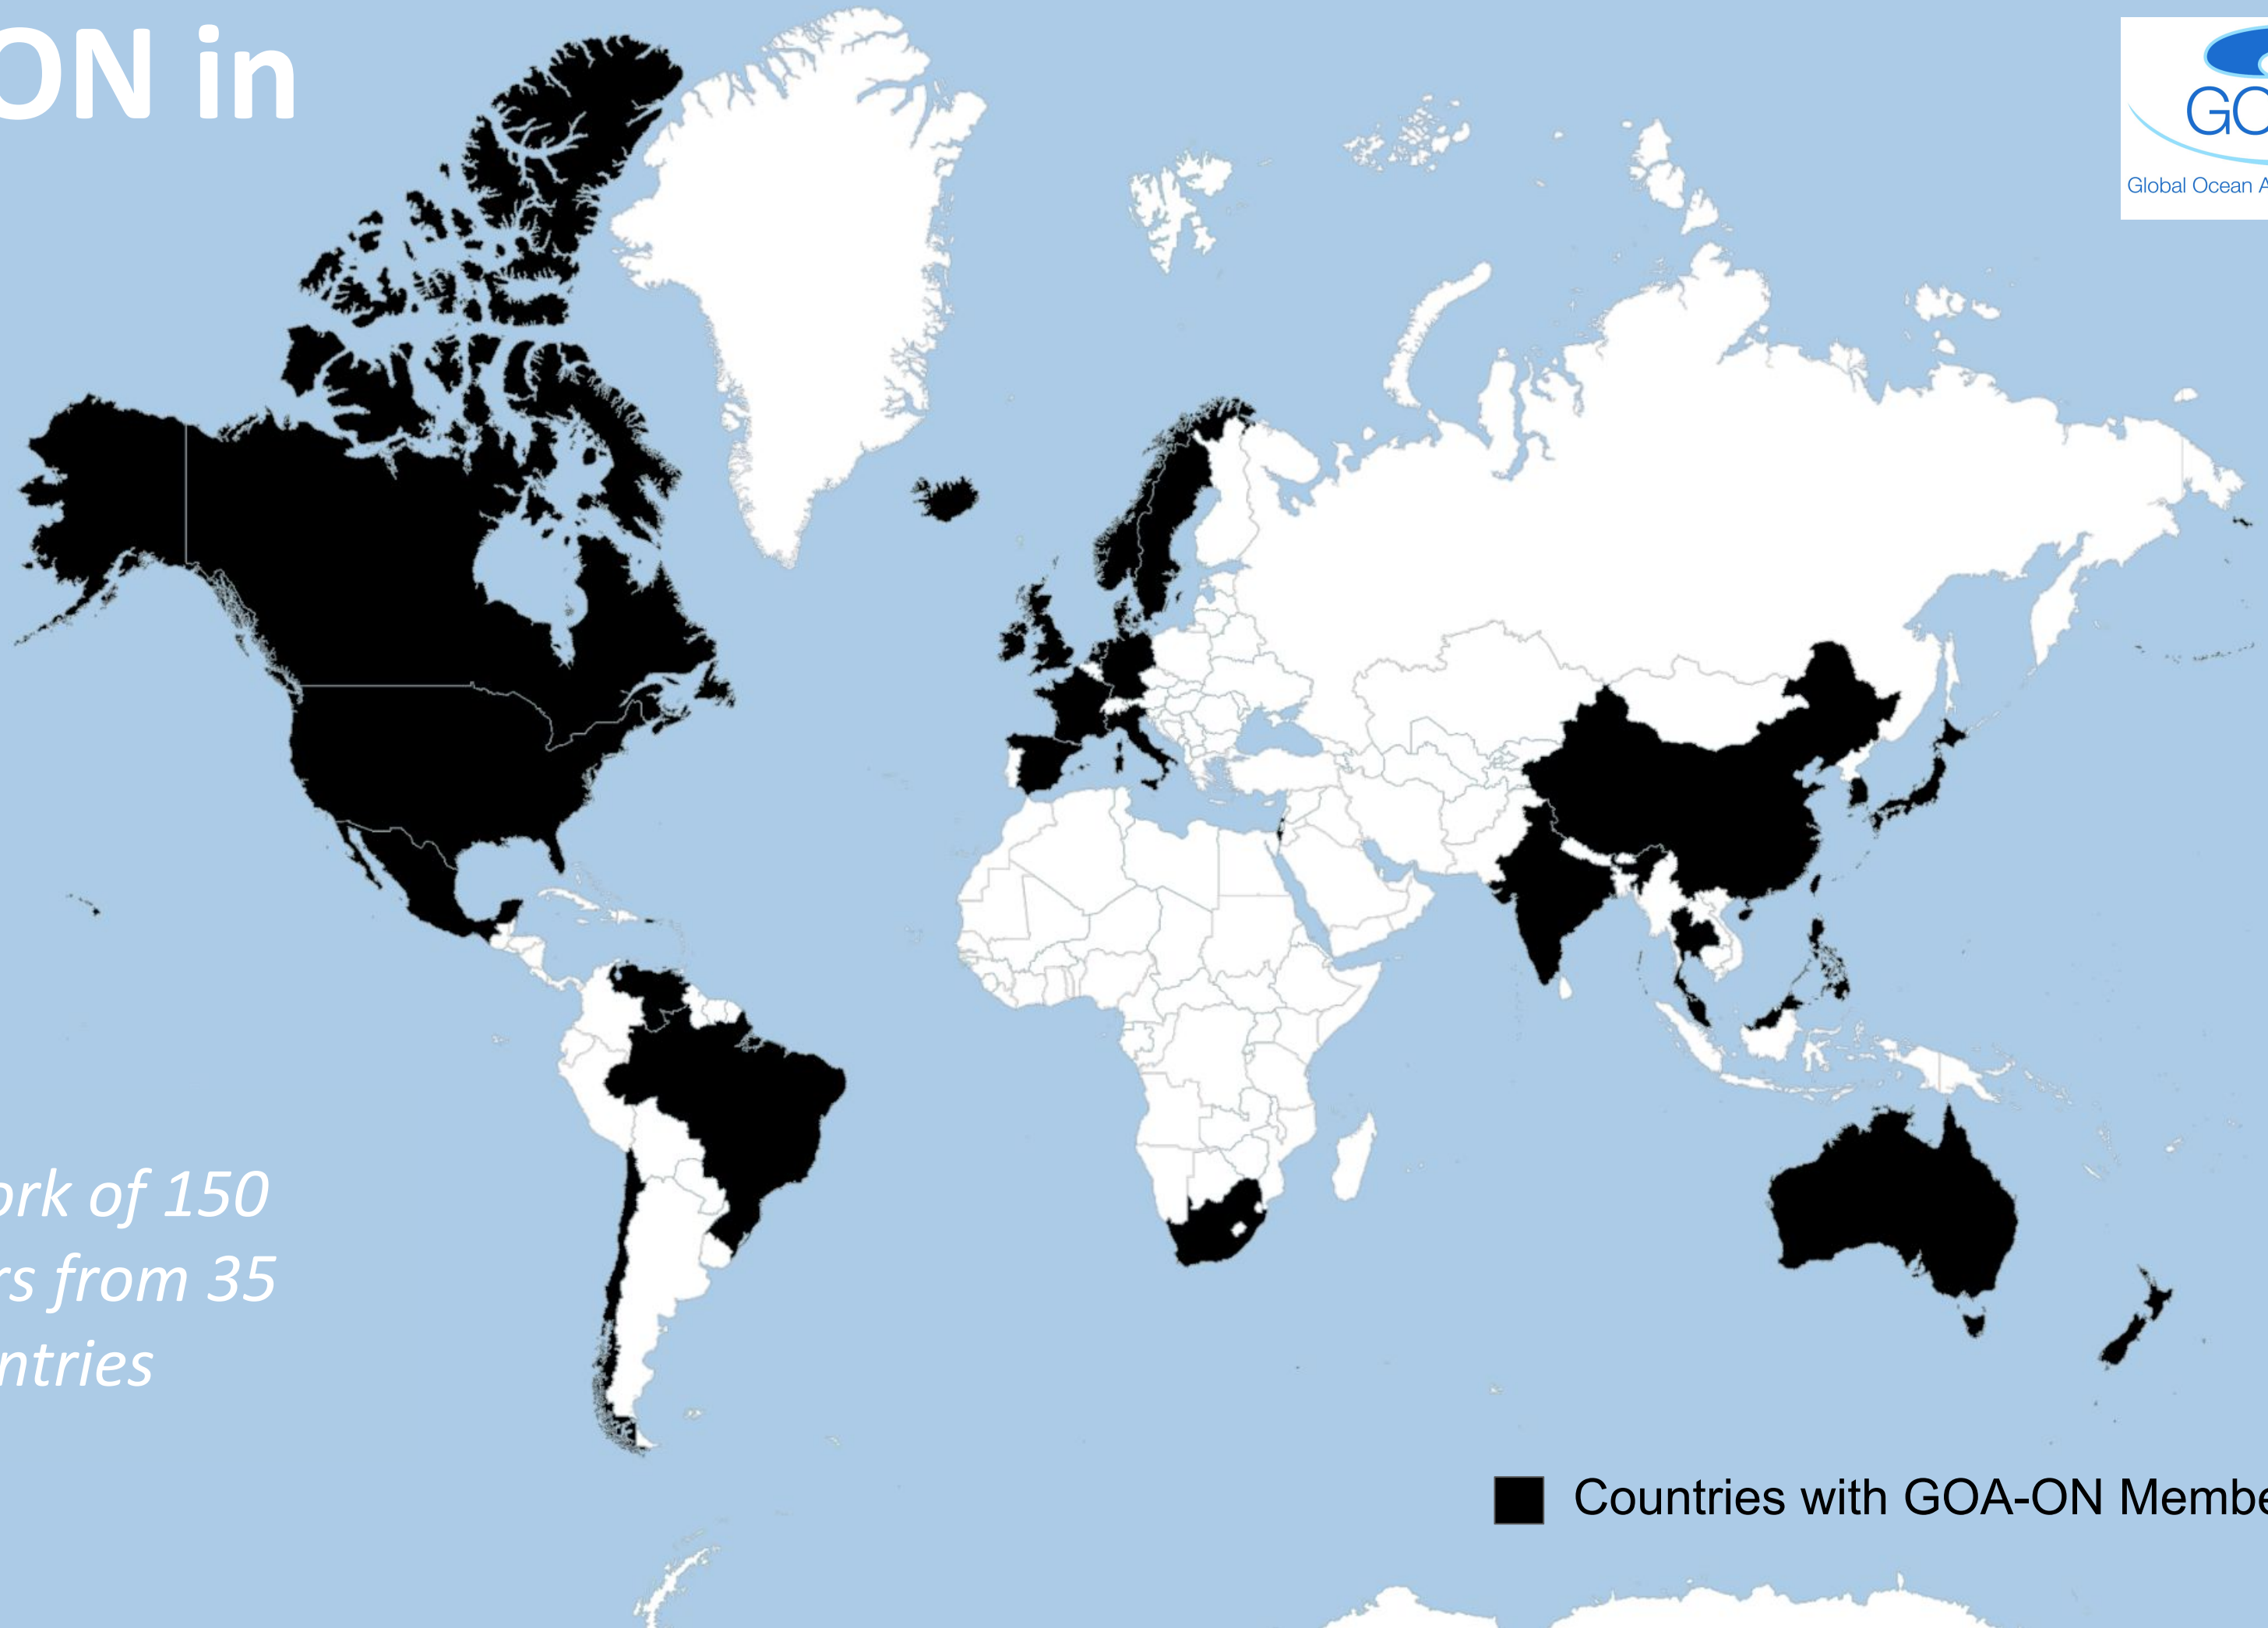 ON in
GO
Global Ocean A
ork of 150
rs from 35
ntries
Countries with GOA-ON Membe